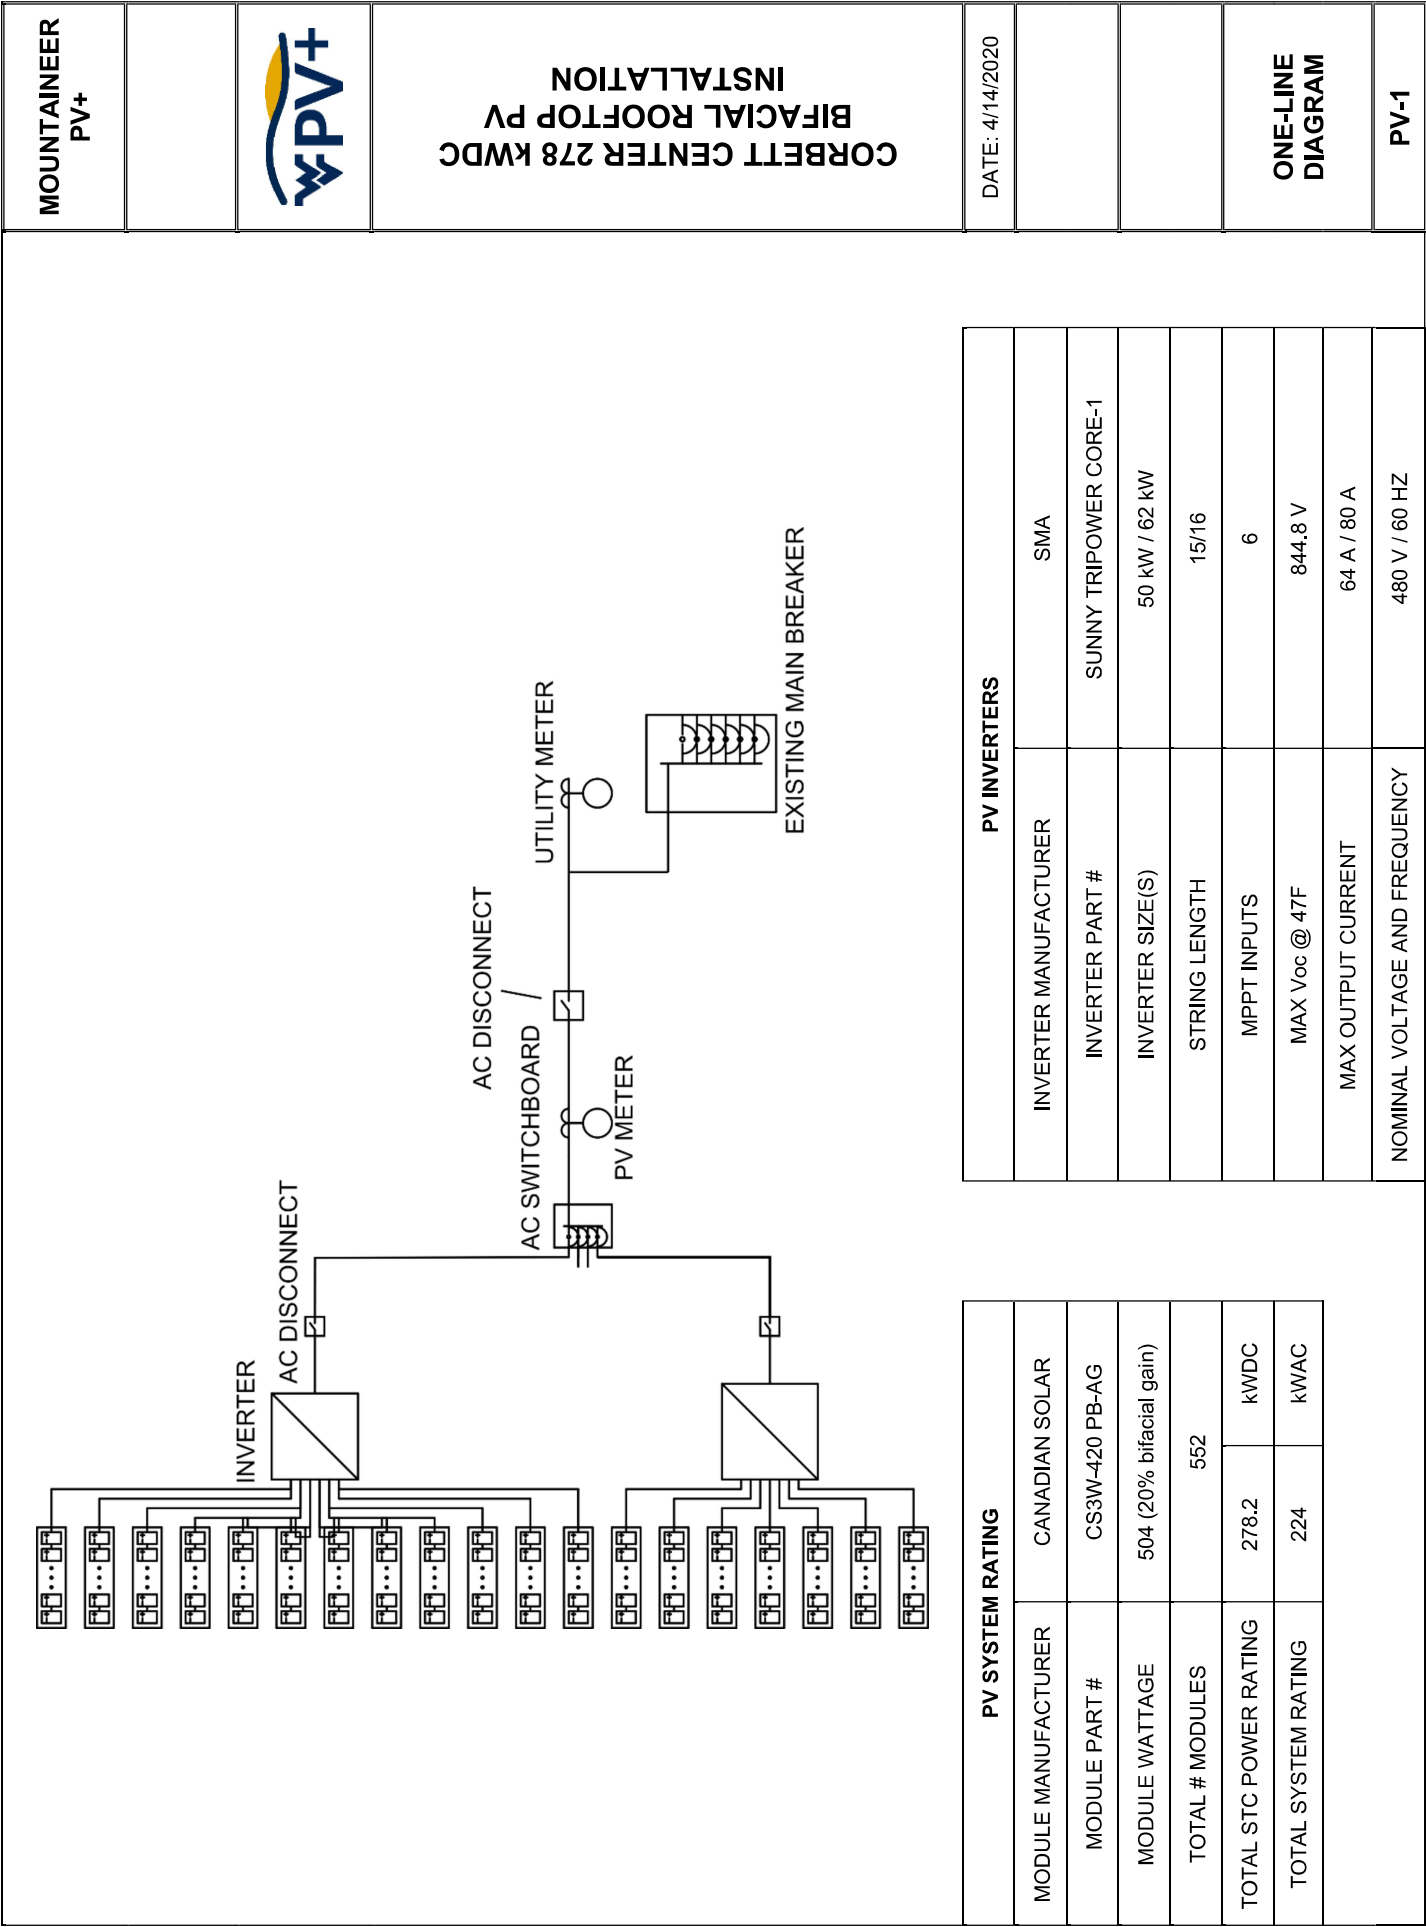 INVERTER
AC DISCONNECT
AC SWITCHBOARD
PV METER
AC DISCONNECT
UTILITY METER
EXISTING MAIN BREAKER
PV SYSTEM RATING
MODULE MANUFACTURER CANADIAN SOLAR
MODULE PART # CS3W-420 PB-AG
MODULE WATTAGE 504 (20% bifacial gain)
TOTAL # MODULES 552
TOTAL STC POWER RATING 278.2 kWDC
TOTAL SYSTEM RATING 224 kWAC
PV INVERTERS
INVERTER MANUFACTURER SMA
INVERTER PART # SUNNY TRIPOWER CORE-1
INVERTER SIZE(S) 50 kW / 62 kW
STRING LENGTH 15/16
MPPT INPUTS 6
MAX Voc @ 47F 844.8 V
MAX OUTPUT CURRENT 64 A / 80 A
NOMINAL VOLTAGE AND FREQUENCY 480 V / 60 HZ
MOUNTAINEER
PV+
PV+
CORBETT CENTER 278 kWDC
BIFACIAL ROOFTOP PV
INSTALLATION
DATE: 4/14/2020
ONE-LINE
DIAGRAM
PV-1